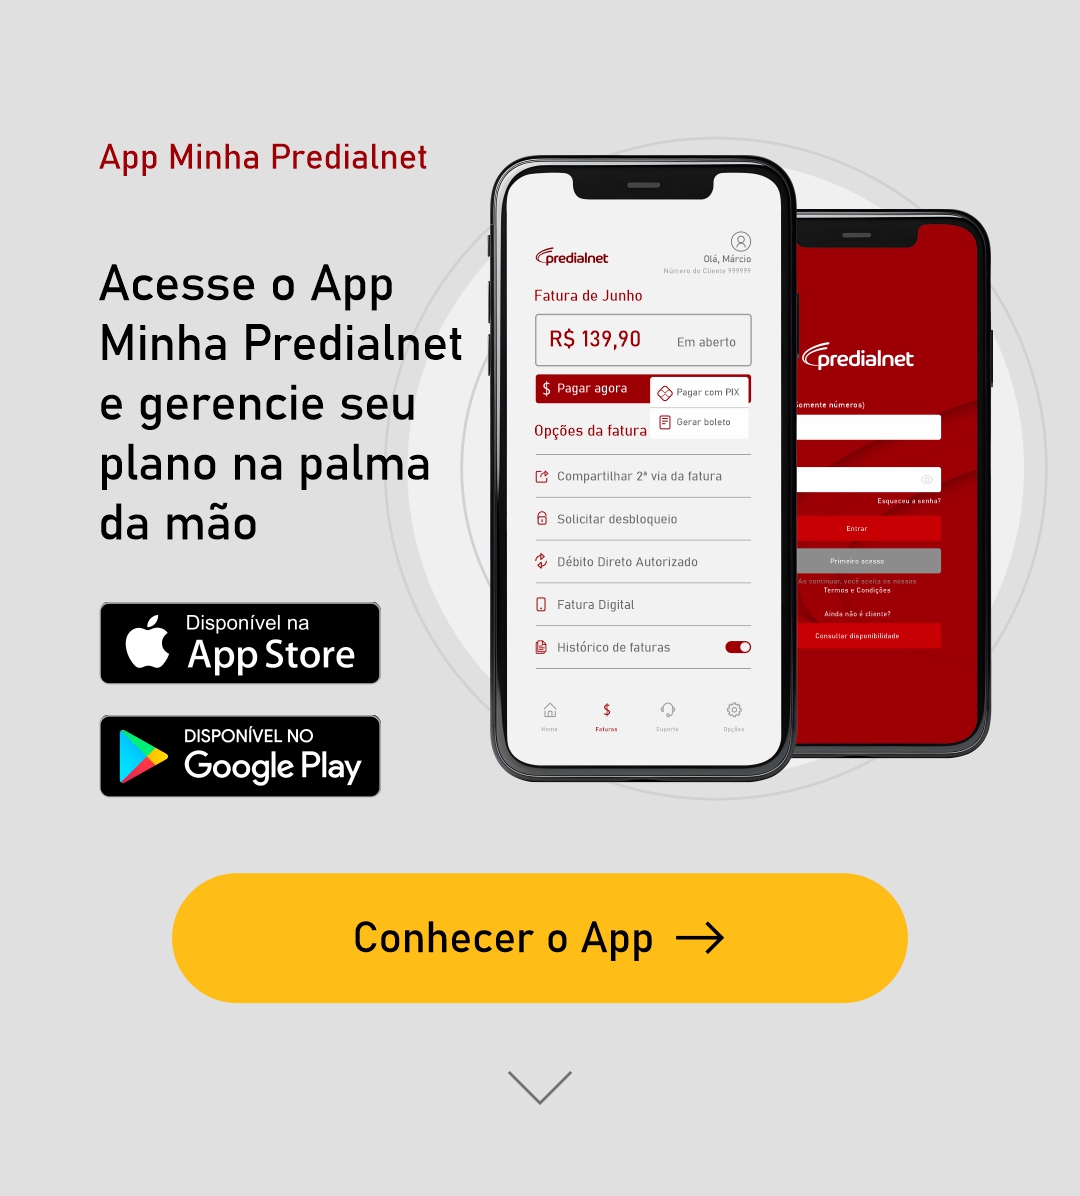 App Minha Predialnet
Acesse o App
Minha Predialnet
e gerencie seu
plano na palma
da mão
Disponível na
App Store
DISPONÍVEL NO
Google Play
predialnet
Olá, Márcio
Número do Cliente 999999
Fatura de Junho
R$ 139,90 Em aberto
$ Pagar agora
Pagar com PIX
Gerar boleto
Opções da fatura
Compartilhar 2ª via da fatura
Solicitar desbloqueio
Débito Direto Autorizado
Fatura Digital
Histórico de faturas
$
Home Faturas Suporte Opções
predialnet
Somente números)
Esqueceu a senha?
Entrar
Primeiro acesso
Ao continuar, você aceita os nossos
Termos e Condições
Ainda não é cliente?
Consultar disponibilidade
Conhecer o App →